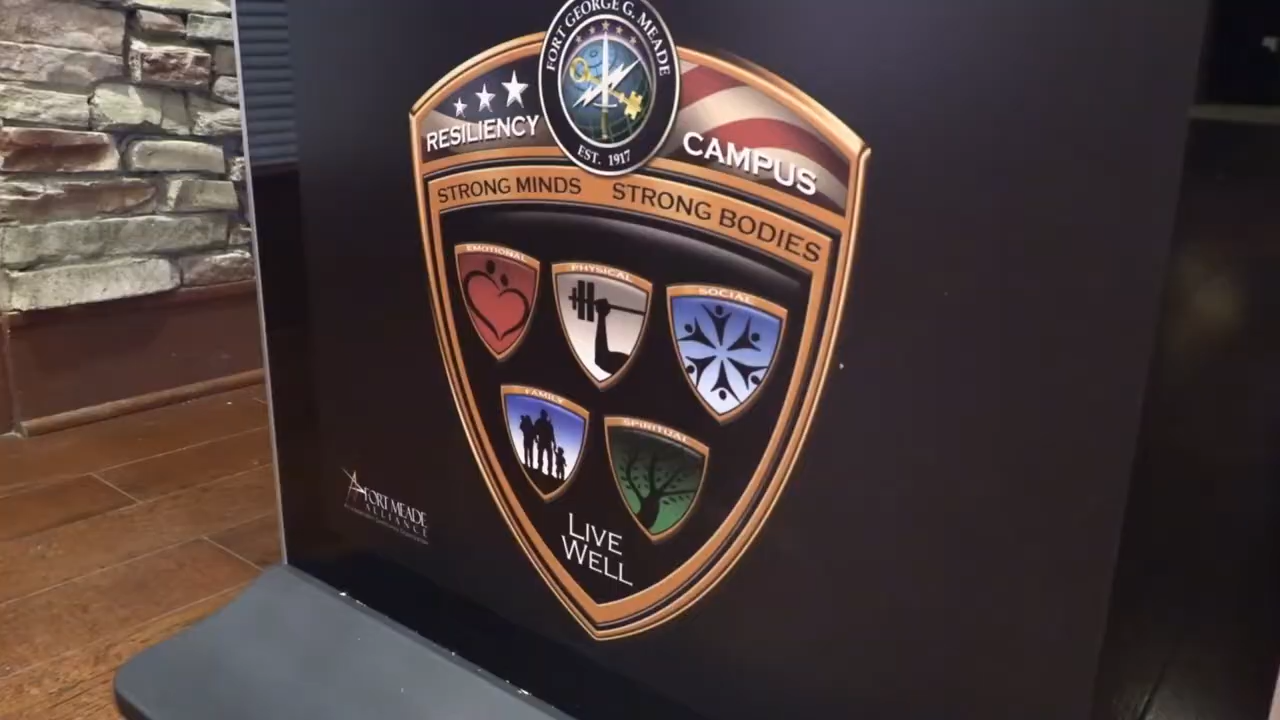 FORT GEORGE G. MEADE
EST. 1917
RESILIENCY CAMPUS
STRONG MINDS STRONG BODIES
EMOTIONAL
PHYSICAL
SOCIAL
FAMILY
SPIRITUAL
LIVE
WELL
FORT MEADE
ALLIANCE